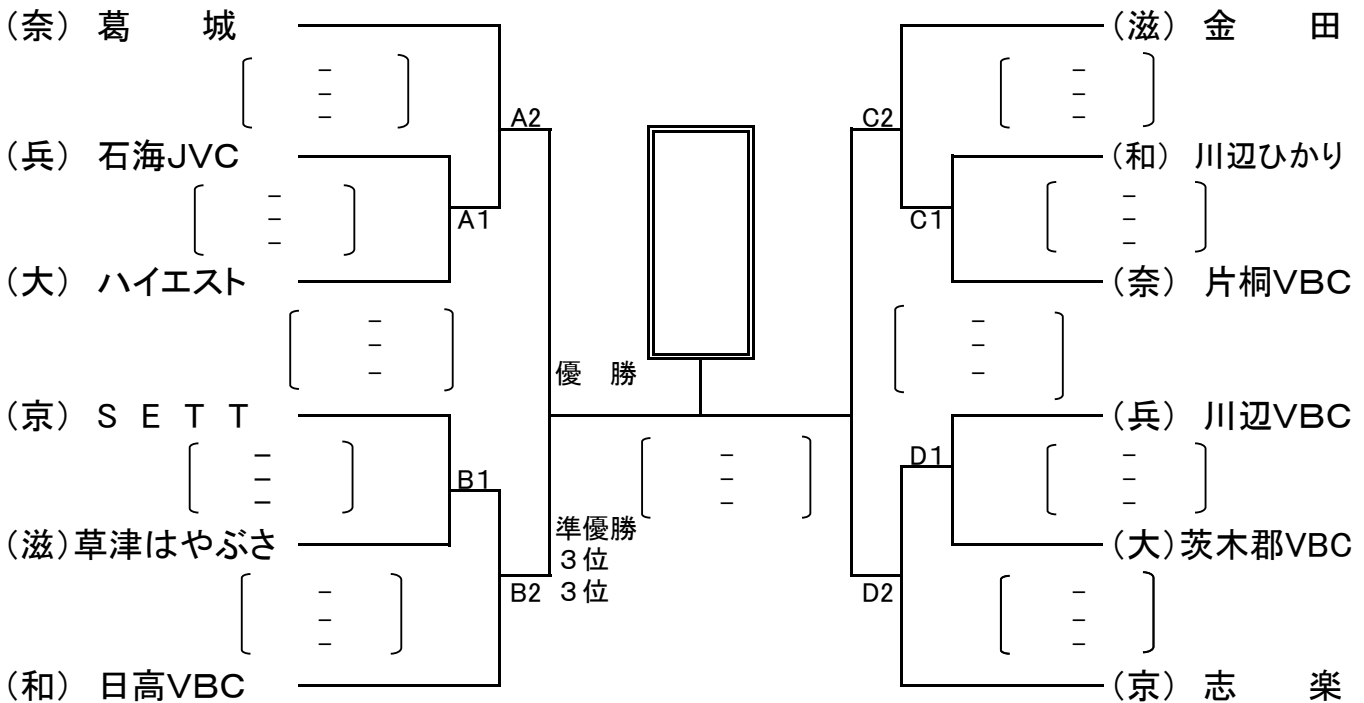 （奈） 葛　城
（滋） 金　田
－ － －
－ － －
A2
C2
（兵） 石海JVC
（和） 川辺ひかり
－ － －
－ － －
A1
C1
（大） ハイエスト
（奈） 片桐VBC
－ － －
－ － －
優　勝
（京） S E T T
（兵） 川辺VBC
－ － －
－ － －
－ － －
B1
D1
準優勝
（滋）草津はやぶさ
（大）茨木郡VBC
３位
３位
B2
D2
－ － －
－ － －
（和） 日高VBC
（京） 志　楽